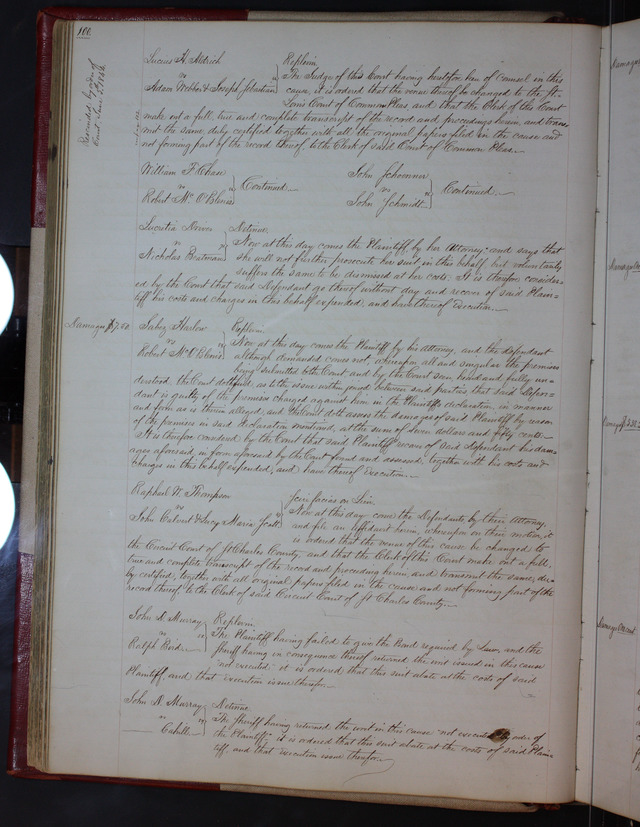 100
Lucius H. Aldrich
vs
Adam Webber & Joseph Sebastian
Replevin
The Judge of this Court having heretofore been of counsel in this
cause, it is ordered that the venue thereof be changed to the St.
Louis Court of Common Pleas and that the Clerk of this Court
make out a full, true and complete transcript of the record and proceedings herein, and trans=
mit the same, duly certified, together with all the original papers filed in the cause and
not forming part of the record thereof, to the Clerk of said Court of Common Pleas.
Rescinded by order of
Court
William F. Chase
vs
Robert Mc O'Blenis
Continued
John Schoenner
vs
John Schmidt
Continued
Lucretia
vs
Nicholas Boatman
Detinue,
Now at this day comes the Plaintiff by her Attorney, and says that
she will not further prosecute her suit in this behalf, but voluntarily
suffers the same to be dismissed at her costs. It is therefore consider=
ed by the Court that said Defendant go thereof without day and recover of said Plain=
tiff his costs and charges in this behalf expended, and have thereof execution.
Damages $7.50
Jabez Harlow
vs
Robert Mc O'Blenis
Replevin.
Now at this day comes the Plaintiff by his Attorney, and the defendant
although demanded comes not, whereupon all and singular the premises
being submitted to the Court and by the Court seen, heard and fully un=
derstood, the Court doth find, as to the issue within joined between said parties that said Defen=
dant is guilty of the premises charged against him in the Plaintiff's declaration, in manner
and form as is therein alleged, and the Court doth assess the damages of said Plaintiff by reason
of the premises in said declaration mentioned, at the sum of seven dollars and fifty cents.
It is therefore considered by the Court that said Plaintiff recover of said Defendant his dam=
ages aforesaid, in form aforesaid by the Court found and assessed, together with his costs and
charges in this behalf expended, and have thereof execution.
Raphael W. Thompson
vs
John Calvert & Lucy Maria
Scire facias on Lien.
Now at this day come the Defendants by their Attorney,
and file an affidavit herein, whereupon on their motion, it
is ordered that the venue of this cause be changed to
the Circuit Court of St Charles County, and that the Clerk of this Court make out a full,
true and complete transcript of the record and proceedings herein, and transmit the same, du=
ly certified, together with all original papers filed in the cause and not forming part of the
record thereof, to the Clerk of said Circuit Court of St Charles County.
John D. Murray
vs
Ralph Reid
Replevin.
The Plaintiff having failed to give the Bond required by Law, and the
Sheriff having in consequence thereof returned the writ issued in this cause
"not executed" it is ordered that this suit abate at the costs of said
Plaintiff, and that execution issue therefor.
John D. Murray
vs
Cahill
Detinue
The Sheriff having returned the writ in this cause "not executed by order of
the Plaintiff" it is ordered that this suit abate at the costs of said Plain=
tiff, and that execution issue therefor.
Damages